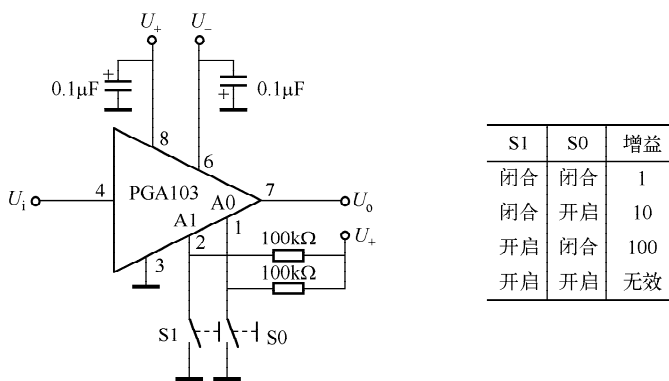 U+ U−
0.1μF 0.1μF
8
6
Ui 4 PGA103 7 Uo
A0
A1 1 U+
2 100kΩ
3 100kΩ
S1 S0
S1 S0 增益
闭合 闭合 1
闭合 开启 10
开启 闭合 100
开启 开启 无效